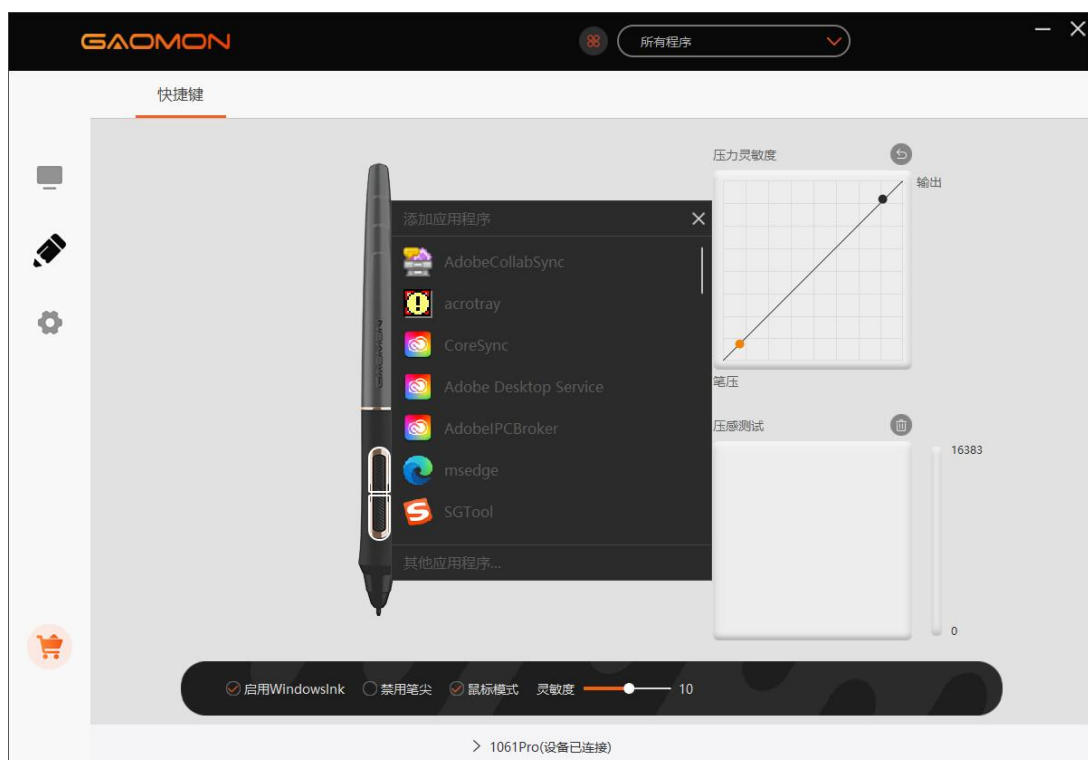 GAOMON
所有程序
快捷键
压力灵敏度
输出
添加应用程序
AdobeCollabSync
acrotray
CoreSync
Adobe Desktop Service
AdobeIPCBroker
msedge
SGTool
其他应用程序...
GAOMON
笔压
压感测试
16383
0
启用WindowsInk 禁用笔尖 鼠标模式 灵敏度 10
1061Pro(设备已连接)